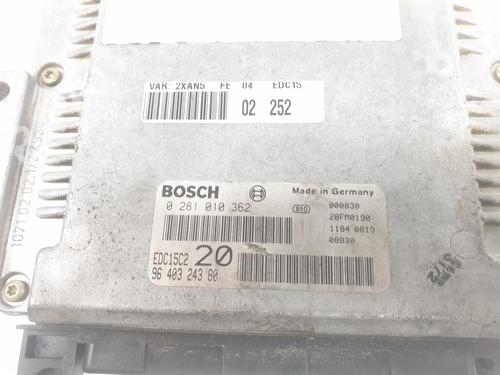 VAR: 2XAN5 FE 04 EDC15
02 252
BOSCH
Made in Germany
0 281 010 362
000830
28FM0190
1184 0819
08830
EDC15C2 20
96 403 243 80